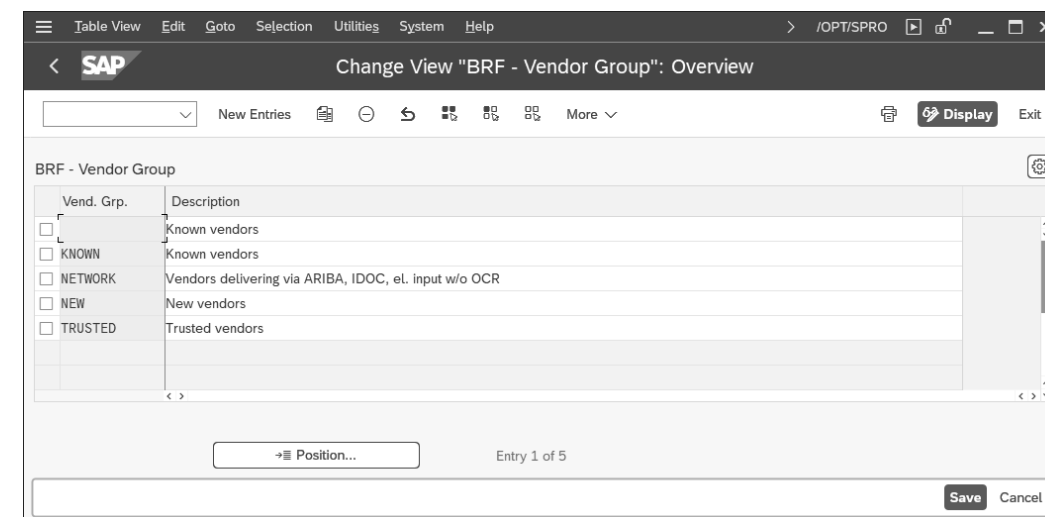 Table View Edit Goto Selection Utilities System Help > /OPT/SPRO
< SAP Change View "BRF - Vendor Group": Overview
New Entries More Display Exit
BRF - Vendor Group
Vend. Grp. Description
Known vendors
KNOWN Known vendors
NETWORK Vendors delivering via ARIBA, IDOC, el. input w/o OCR
NEW New vendors
TRUSTED Trusted vendors
Position... Entry 1 of 5
Save Cancel